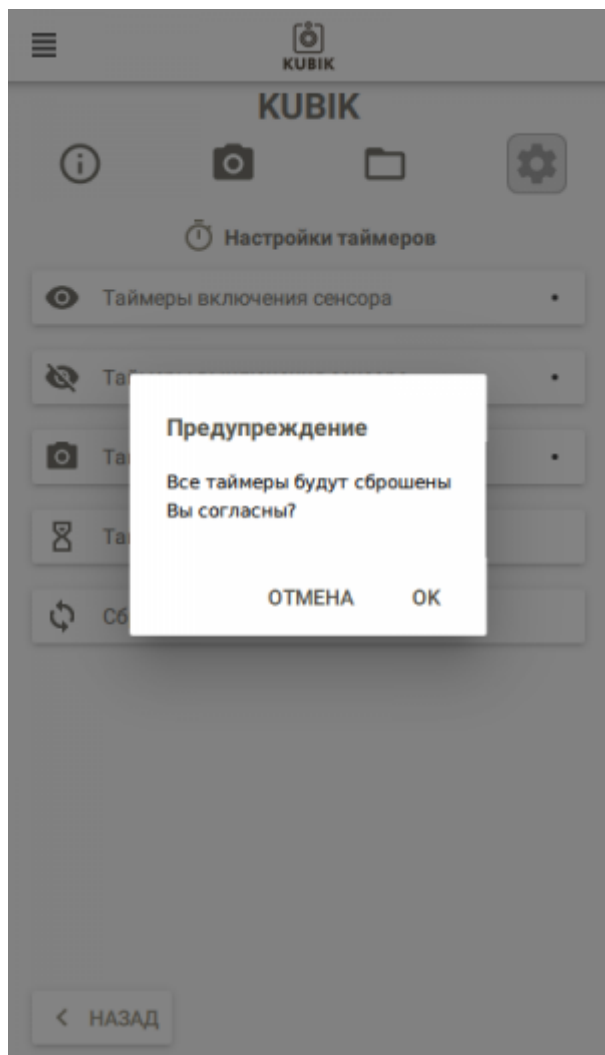 KUBIK
KUBIK
Настройки таймеров
Таймеры включения сенсора
Предупреждение
Все таймеры будут сброшены
Вы согласны?
ОТМЕНА OK
НАЗАД